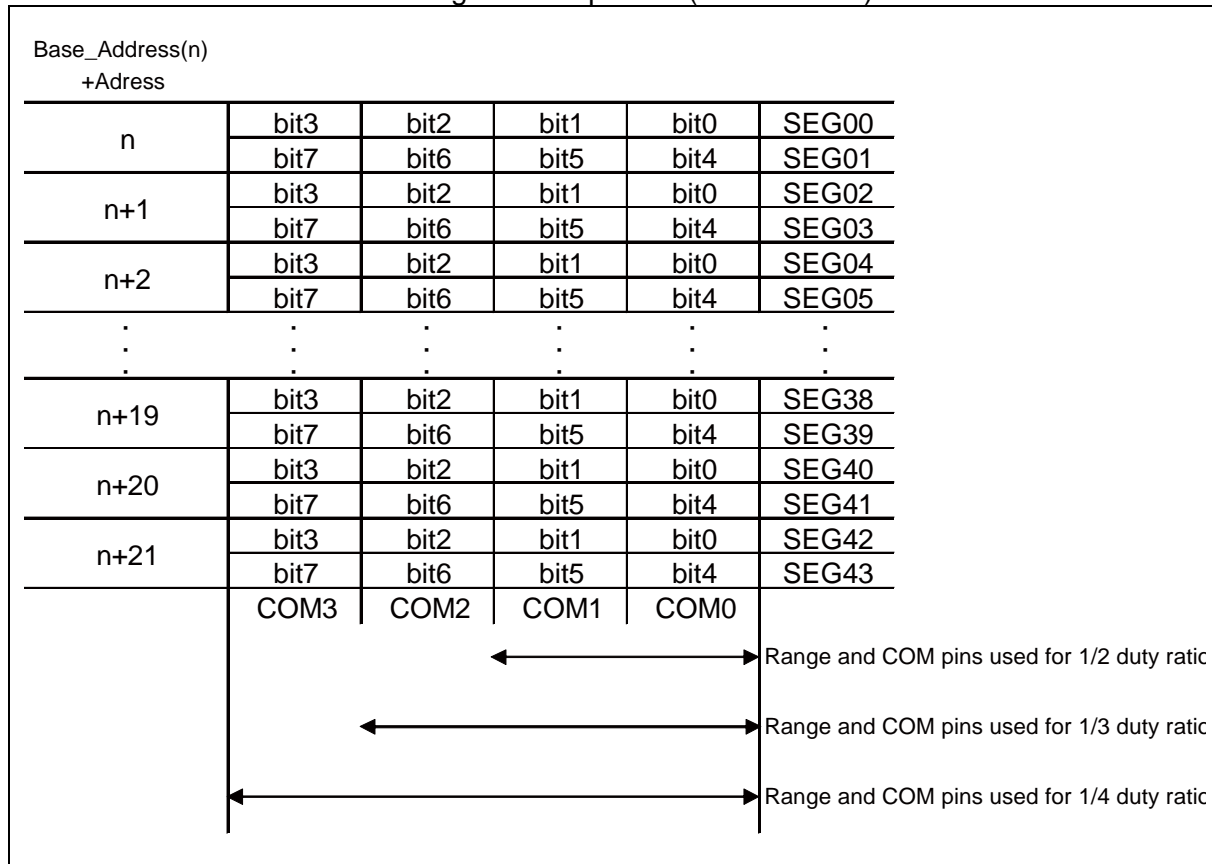 Base_Address(n)
+Adress
n bit3 bit2 bit1 bit0 SEG00
bit7 bit6 bit5 bit4 SEG01
n+1 bit3 bit2 bit1 bit0 SEG02
bit7 bit6 bit5 bit4 SEG03
n+2 bit3 bit2 bit1 bit0 SEG04
bit7 bit6 bit5 bit4 SEG05
: : : : : :
n+19 bit3 bit2 bit1 bit0 SEG38
bit7 bit6 bit5 bit4 SEG39
n+20 bit3 bit2 bit1 bit0 SEG40
bit7 bit6 bit5 bit4 SEG41
n+21 bit3 bit2 bit1 bit0 SEG42
bit7 bit6 bit5 bit4 SEG43
COM3 COM2 COM1 COM0
Range and COM pins used for 1/2 duty ratio
Range and COM pins used for 1/3 duty ratio
Range and COM pins used for 1/4 duty ratio